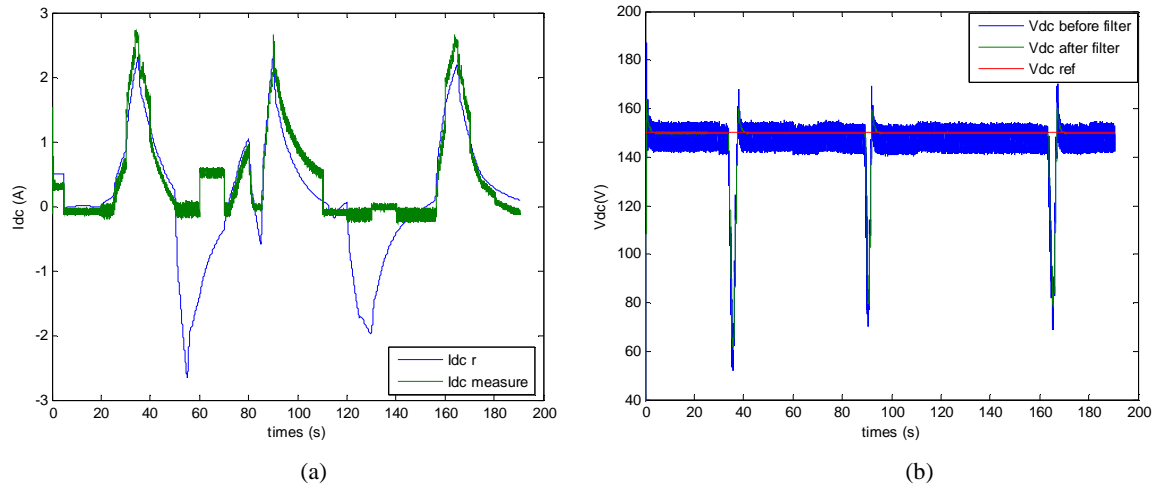 3
2
1
0
-1
-2
-3
Idc (A)
0 20 40 60 80 100 120 140 160 180 200
times (s)
Idc r
Idc measure
(a)
200
180
160
140
120
100
80
60
40
Vdc(V)
0 20 40 60 80 100 120 140 160 180 200
times (s)
Vdc before filter
Vdc after filter
Vdc ref
(b)